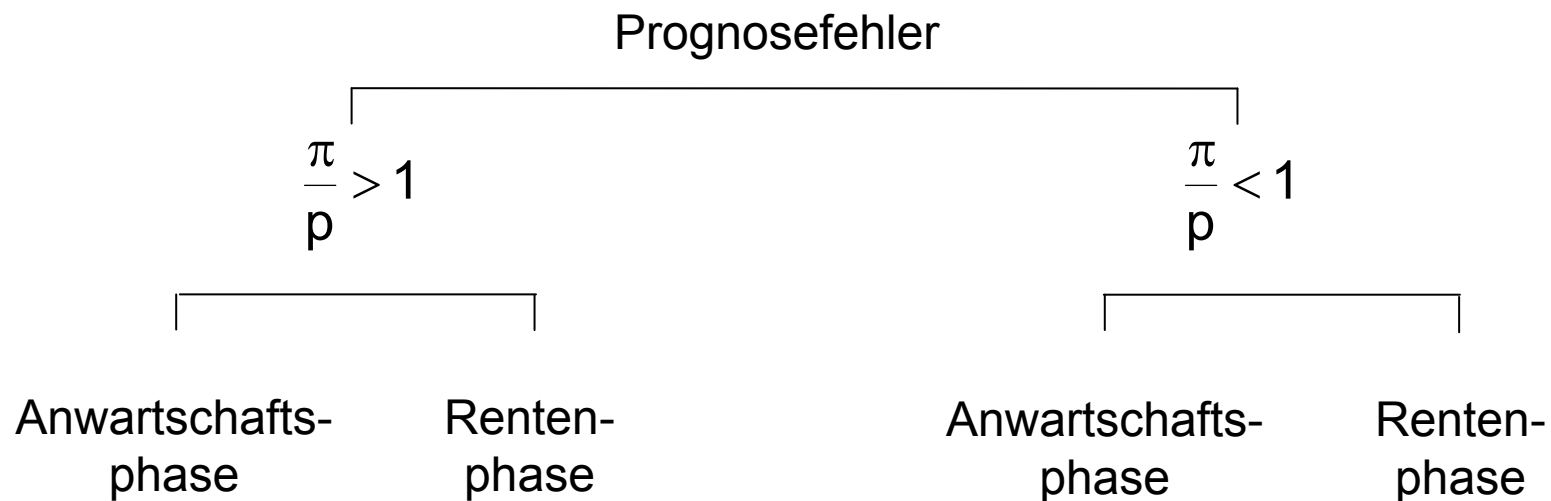 Prognosefehler
π/p > 1
π/p < 1
Anwartschafts-
phase
Renten-
phase
Anwartschafts-
phase
Renten-
phase